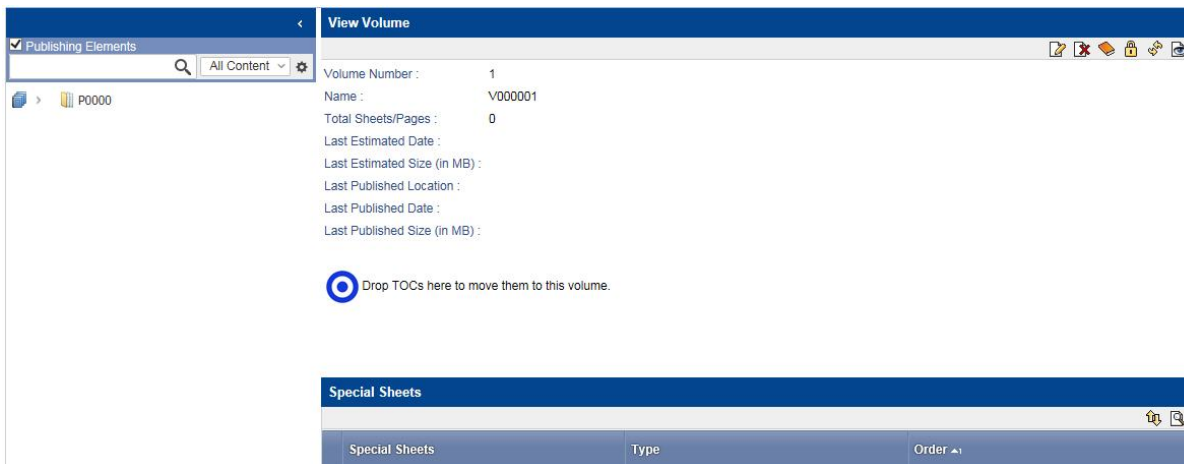 View Volume
Publishing Elements
All Content
P0000
Volume Number : 1
Name : V000001
Total Sheets/Pages : 0
Last Estimated Date :
Last Estimated Size (in MB) :
Last Published Location :
Last Published Date :
Last Published Size (in MB) :
Drop TOCs here to move them to this volume.
Special Sheets
Special Sheets Type Order ▲1